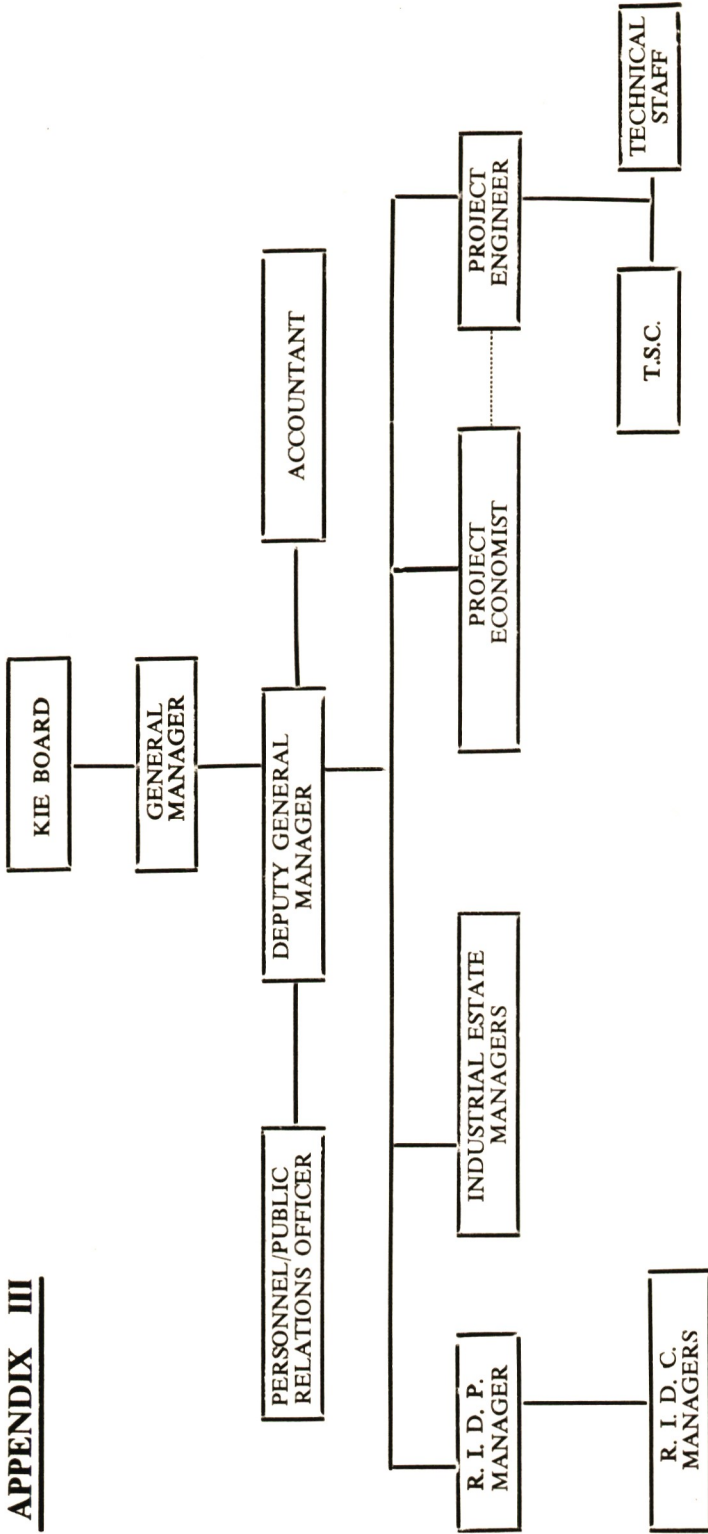 APPENDIX III
KIE BOARD
GENERAL
MANAGER
PERSONNEL/PUBLIC
RELATIONS OFFICER
DEPUTY GENERAL
MANAGER
ACCOUNTANT
R. I. D. P.
MANAGER
INDUSTRIAL ESTATE
MANAGERS
PROJECT
ECONOMIST
PROJECT
ENGINEER
R. I. D. C.
MANAGERS
T.S.C.
TECHNICAL
STAFF